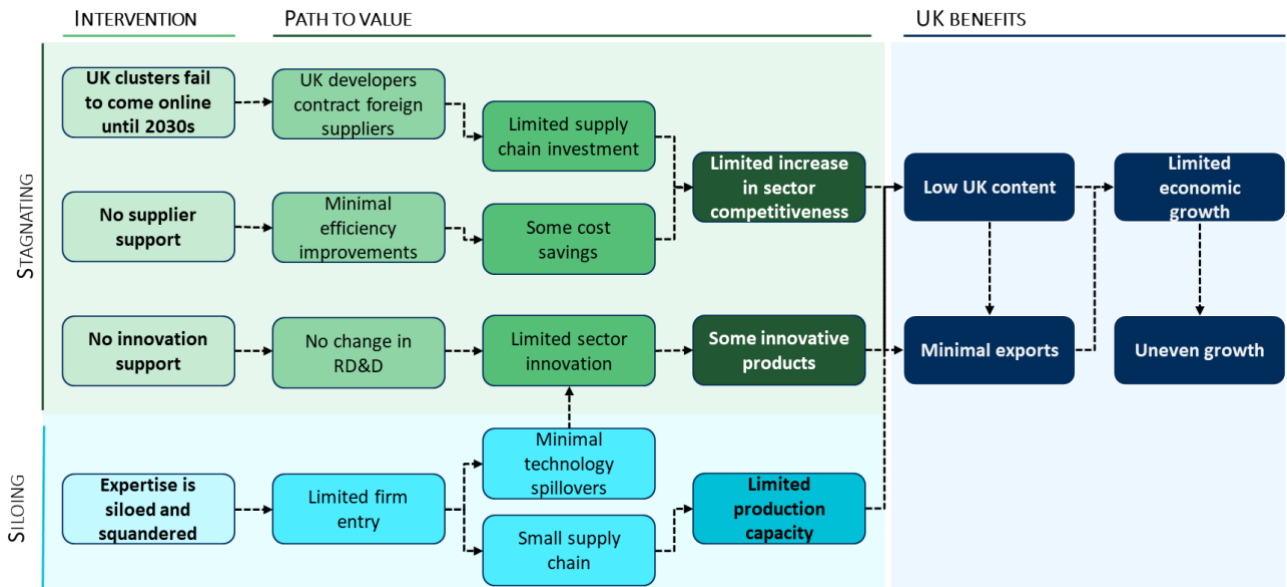 INTERVENTION
PATH TO VALUE
UK BENEFITS
STAGNATING
UK clusters fail
to come online
until 2030s
UK developers
contract foreign
suppliers
Limited supply
chain investment
Limited increase
in sector
competitiveness
Low UK content
Limited
economic
growth
No supplier
support
Minimal
efficiency
improvements
Some cost
savings
No innovation
support
No change in
RD&D
Limited sector
innovation
Some innovative
products
Minimal exports
Uneven growth
SILOING
Expertise is
siloed and
squandered
Limited firm
entry
Minimal
technology
spillovers
Small supply
chain
Limited
production
capacity